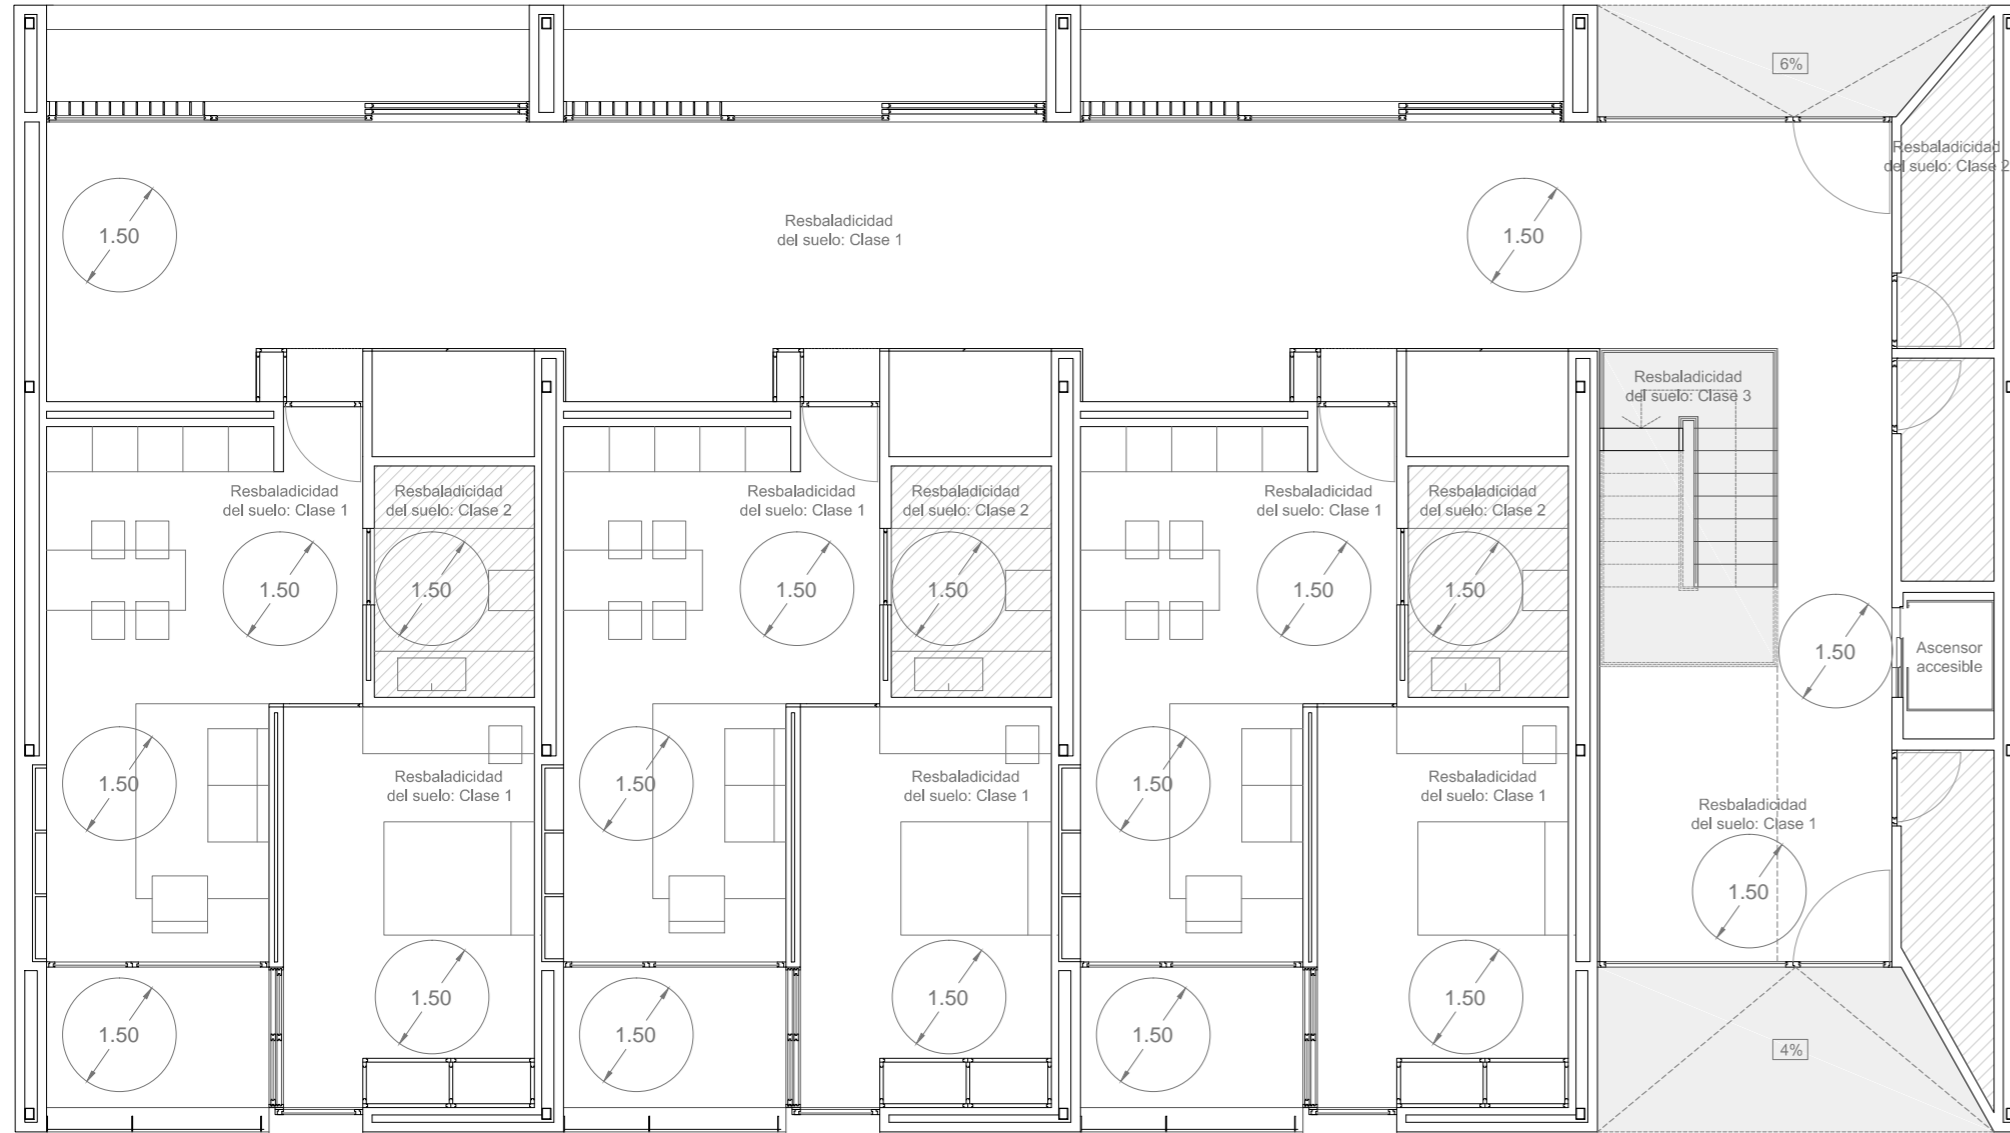 6%
Resbaladicidad
del suelo: Clase 2
1.50
Resbaladicidad
del suelo: Clase 1
1.50
Resbaladicidad
del suelo: Clase 3
Resbaladicidad
del suelo: Clase 1
Resbaladicidad
del suelo: Clase 2
Resbaladicidad
del suelo: Clase 1
Resbaladicidad
del suelo: Clase 2
Resbaladicidad
del suelo: Clase 1
Resbaladicidad
del suelo: Clase 2
1.50
1.50
1.50
1.50
1.50
1.50
1.50
Ascensor
accesible
1.50
Resbaladicidad
del suelo: Clase 1
1.50
Resbaladicidad
del suelo: Clase 1
1.50
Resbaladicidad
del suelo: Clase 1
Resbaladicidad
del suelo: Clase 1
1.50
1.50
1.50
1.50
1.50
1.50
1.50
1.50
4%